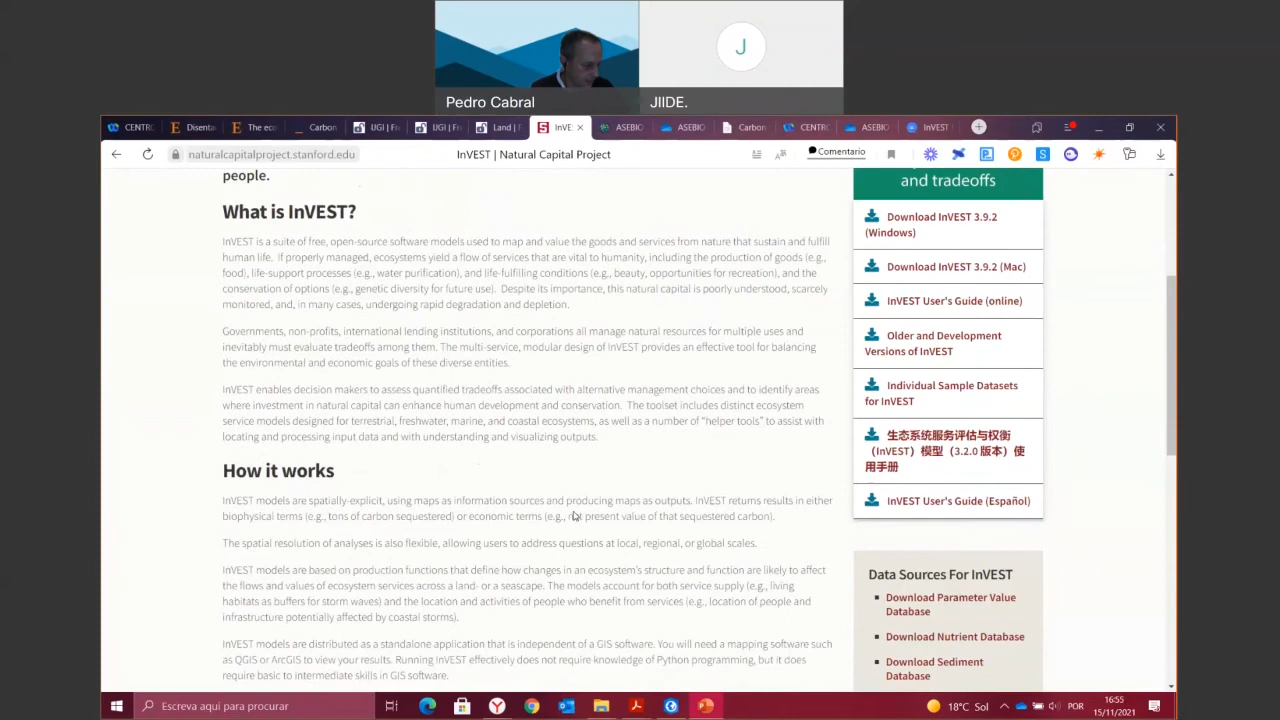 J
Pedro Cabral
JIIDE.
CENTRO
Disenta
The ec
Carbon
UGI | Fr
UGI | Fr
Land | F
InVE
ASEBIO
ASEBIO
Carbon
CENTRO
ASEBIO
InVEST
naturalcapitalproject.stanford.edu
InVEST | Natural Capital Project
Comentario
people.
What is InVEST?
InVEST is a suite of free, open-source software models used to map and value the goods and services from nature that sustain and fulfill
human life. If properly managed, ecosystems yield a flow of services that are vital to humanity, including the production of goods (e.g.,
food), life-support processes (e.g., water purification), and life-fulfilling conditions (e.g., beauty, opportunities for recreation), and the
conservation of options (e.g., genetic diversity for future use). Despite its importance, this natural capital is poorly understood, scarcely
monitored, and, in many cases, undergoing rapid degradation and depletion.
Governments, non-profits, international lending institutions, and corporations all manage natural resources for multiple uses and
inevitably must evaluate tradeoffs among them. The multi-service, modular design of InVEST provides an effective tool for balancing
the environmental and economic goals of these diverse entities.
InVEST enables decision makers to assess quantified tradeoffs associated with alternative management choices and to identify areas
where investment in natural capital can enhance human development and conservation. The toolset includes distinct ecosystem
service models designed for terrestrial, freshwater, marine, and coastal ecosystems, as well as a number of "helper tools" to assist with
locating and processing input data and with understanding and visualizing outputs.
How it works
InVEST models are spatially-explicit, using maps as information sources and producing maps as outputs. InVEST returns results in either
biophysical terms (e.g., tons of carbon sequestered) or economic terms (e.g., net present value of that sequestered carbon).
The spatial resolution of analyses is also flexible, allowing users to address questions at local, regional, or global scales.
InVEST models are based on production functions that define how changes in an ecosystem's structure and function are likely to affect
the flows and values of ecosystem services across a land- or a seascape. The models account for both service supply (e.g., living
habitats as buffers for storm waves) and the location and activities of people who benefit from services (e.g., location of people and
infrastructure potentially affected by coastal storms).
InVEST models are distributed as a standalone application that is independent of a GIS software. You will need a mapping software such
as QGIS or ArcGIS to view your results. Running InVEST effectively does not require knowledge of Python programming, but it does
require basic to intermediate skills in GIS software.
and tradeoffs
Download InVEST 3.9.2
(Windows)
Download InVEST 3.9.2 (Mac)
InVEST User's Guide (online)
Older and Development
Versions of InVEST
Individual Sample Datasets
for InVEST
生态系统服务评估与权衡
（InVEST）模型（3.2.0 版本）使
用手册
InVEST User's Guide (Español)
Data Sources For InVEST
Download Parameter Value
Database
Download Nutrient Database
Download Sediment
Database
Escreva aqui para procurar
18°C Sol
POR
16:55
15/11/2021